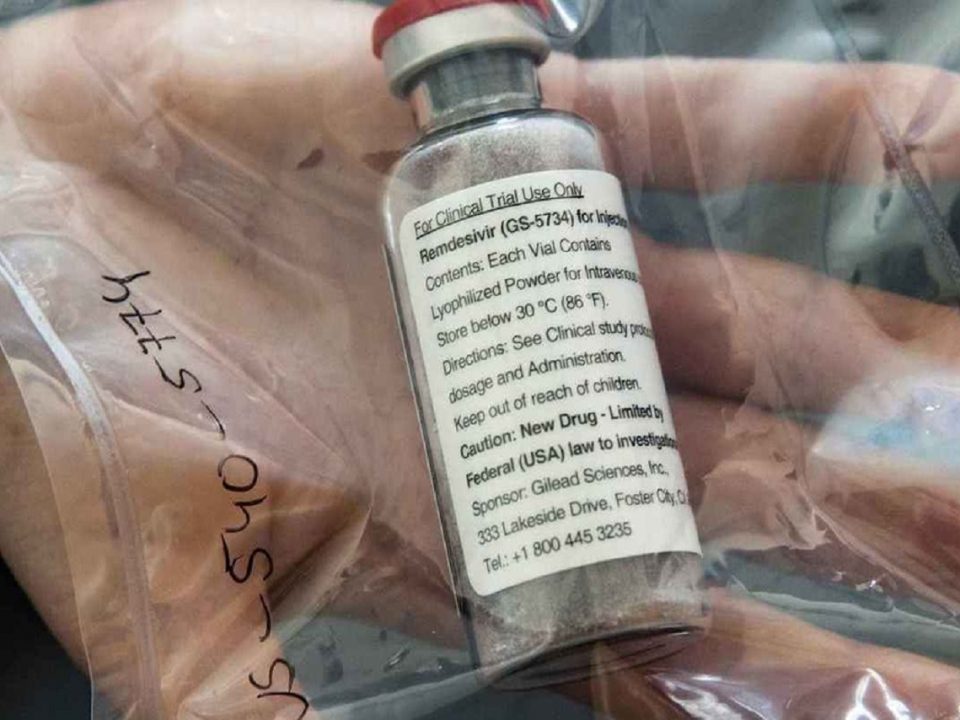 For Clinical Trial Use Only
Remdesivir (GS-5734) for
Contents: Each Vial Contains
Lyophilized Powder for Intravenous
Store below 30 °C (86 °F).
Directions: See Clinical study
dosage and Administration.
Keep out of reach of children.
Caution: New Drug - Limited by
Federal (USA) law to
Sponsor: Gilead Sciences, Inc.,
333 Lakeside Drive, Foster City,
Tel.: +1 800 445 3235
US-540-5774